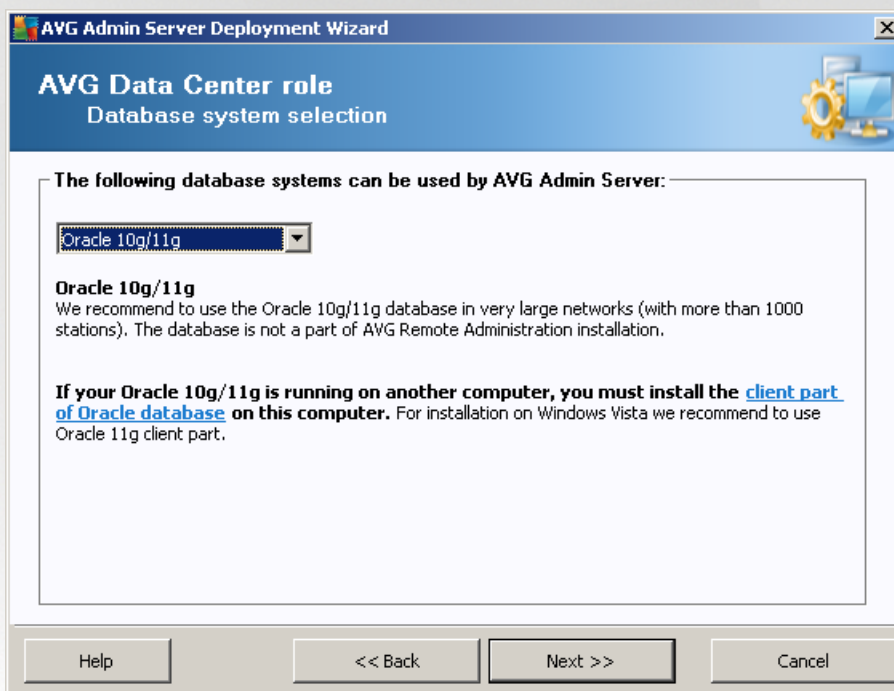 AVG Admin Server Deployment Wizard
AVG Data Center role
Database system selection
The following database systems can be used by AVG Admin Server:
Oracle 10g/11g
Oracle 10g/11g
We recommend to use the Oracle 10g/11g database in very large networks (with more than 1000
stations). The database is not a part of AVG Remote Administration installation.
If your Oracle 10g/11g is running on another computer, you must install the client part
of Oracle database on this computer. For installation on Windows Vista we recommend to use
Oracle 11g client part.
Help
<< Back
Next >>
Cancel